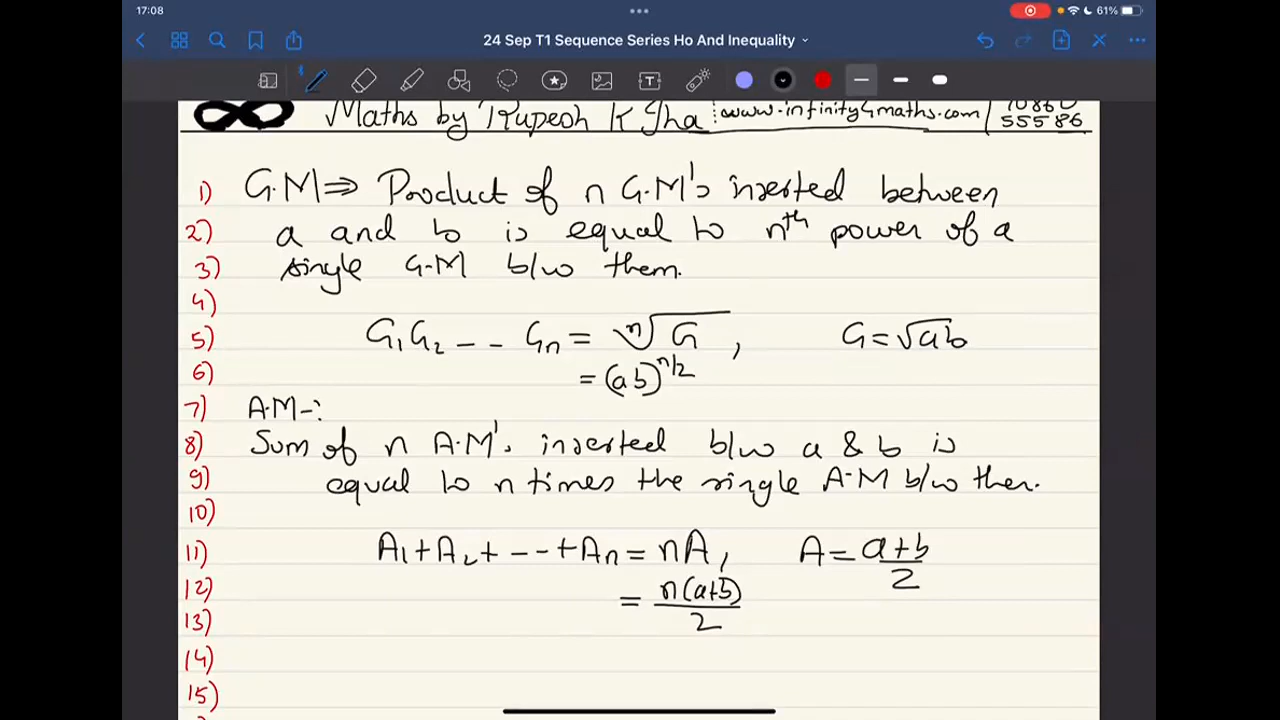 17:08
61%
24 Sep T1 Sequence Series Ho And Inequality
Maths by Rupesh K Jha www.infinity4maths.com 70860 55586
1) G.M ⇒ Product of n G.M's inserted between
2) a and b is equal to nth power of a
3) single G.M b/w them.
4)
5) G₁G₂ -- Gₙ = ⁿ√G , G = √ab
6) = (ab)^n/2
7) A.M-:
8) Sum of n A.M's inserted b/w a & b is
9) equal to n times the single A-M b/w then.
10)
11) A₁+A₂+---+Aₙ = nA, A = a+b/2
12) = n(a+b)/2
13)
14)
15)